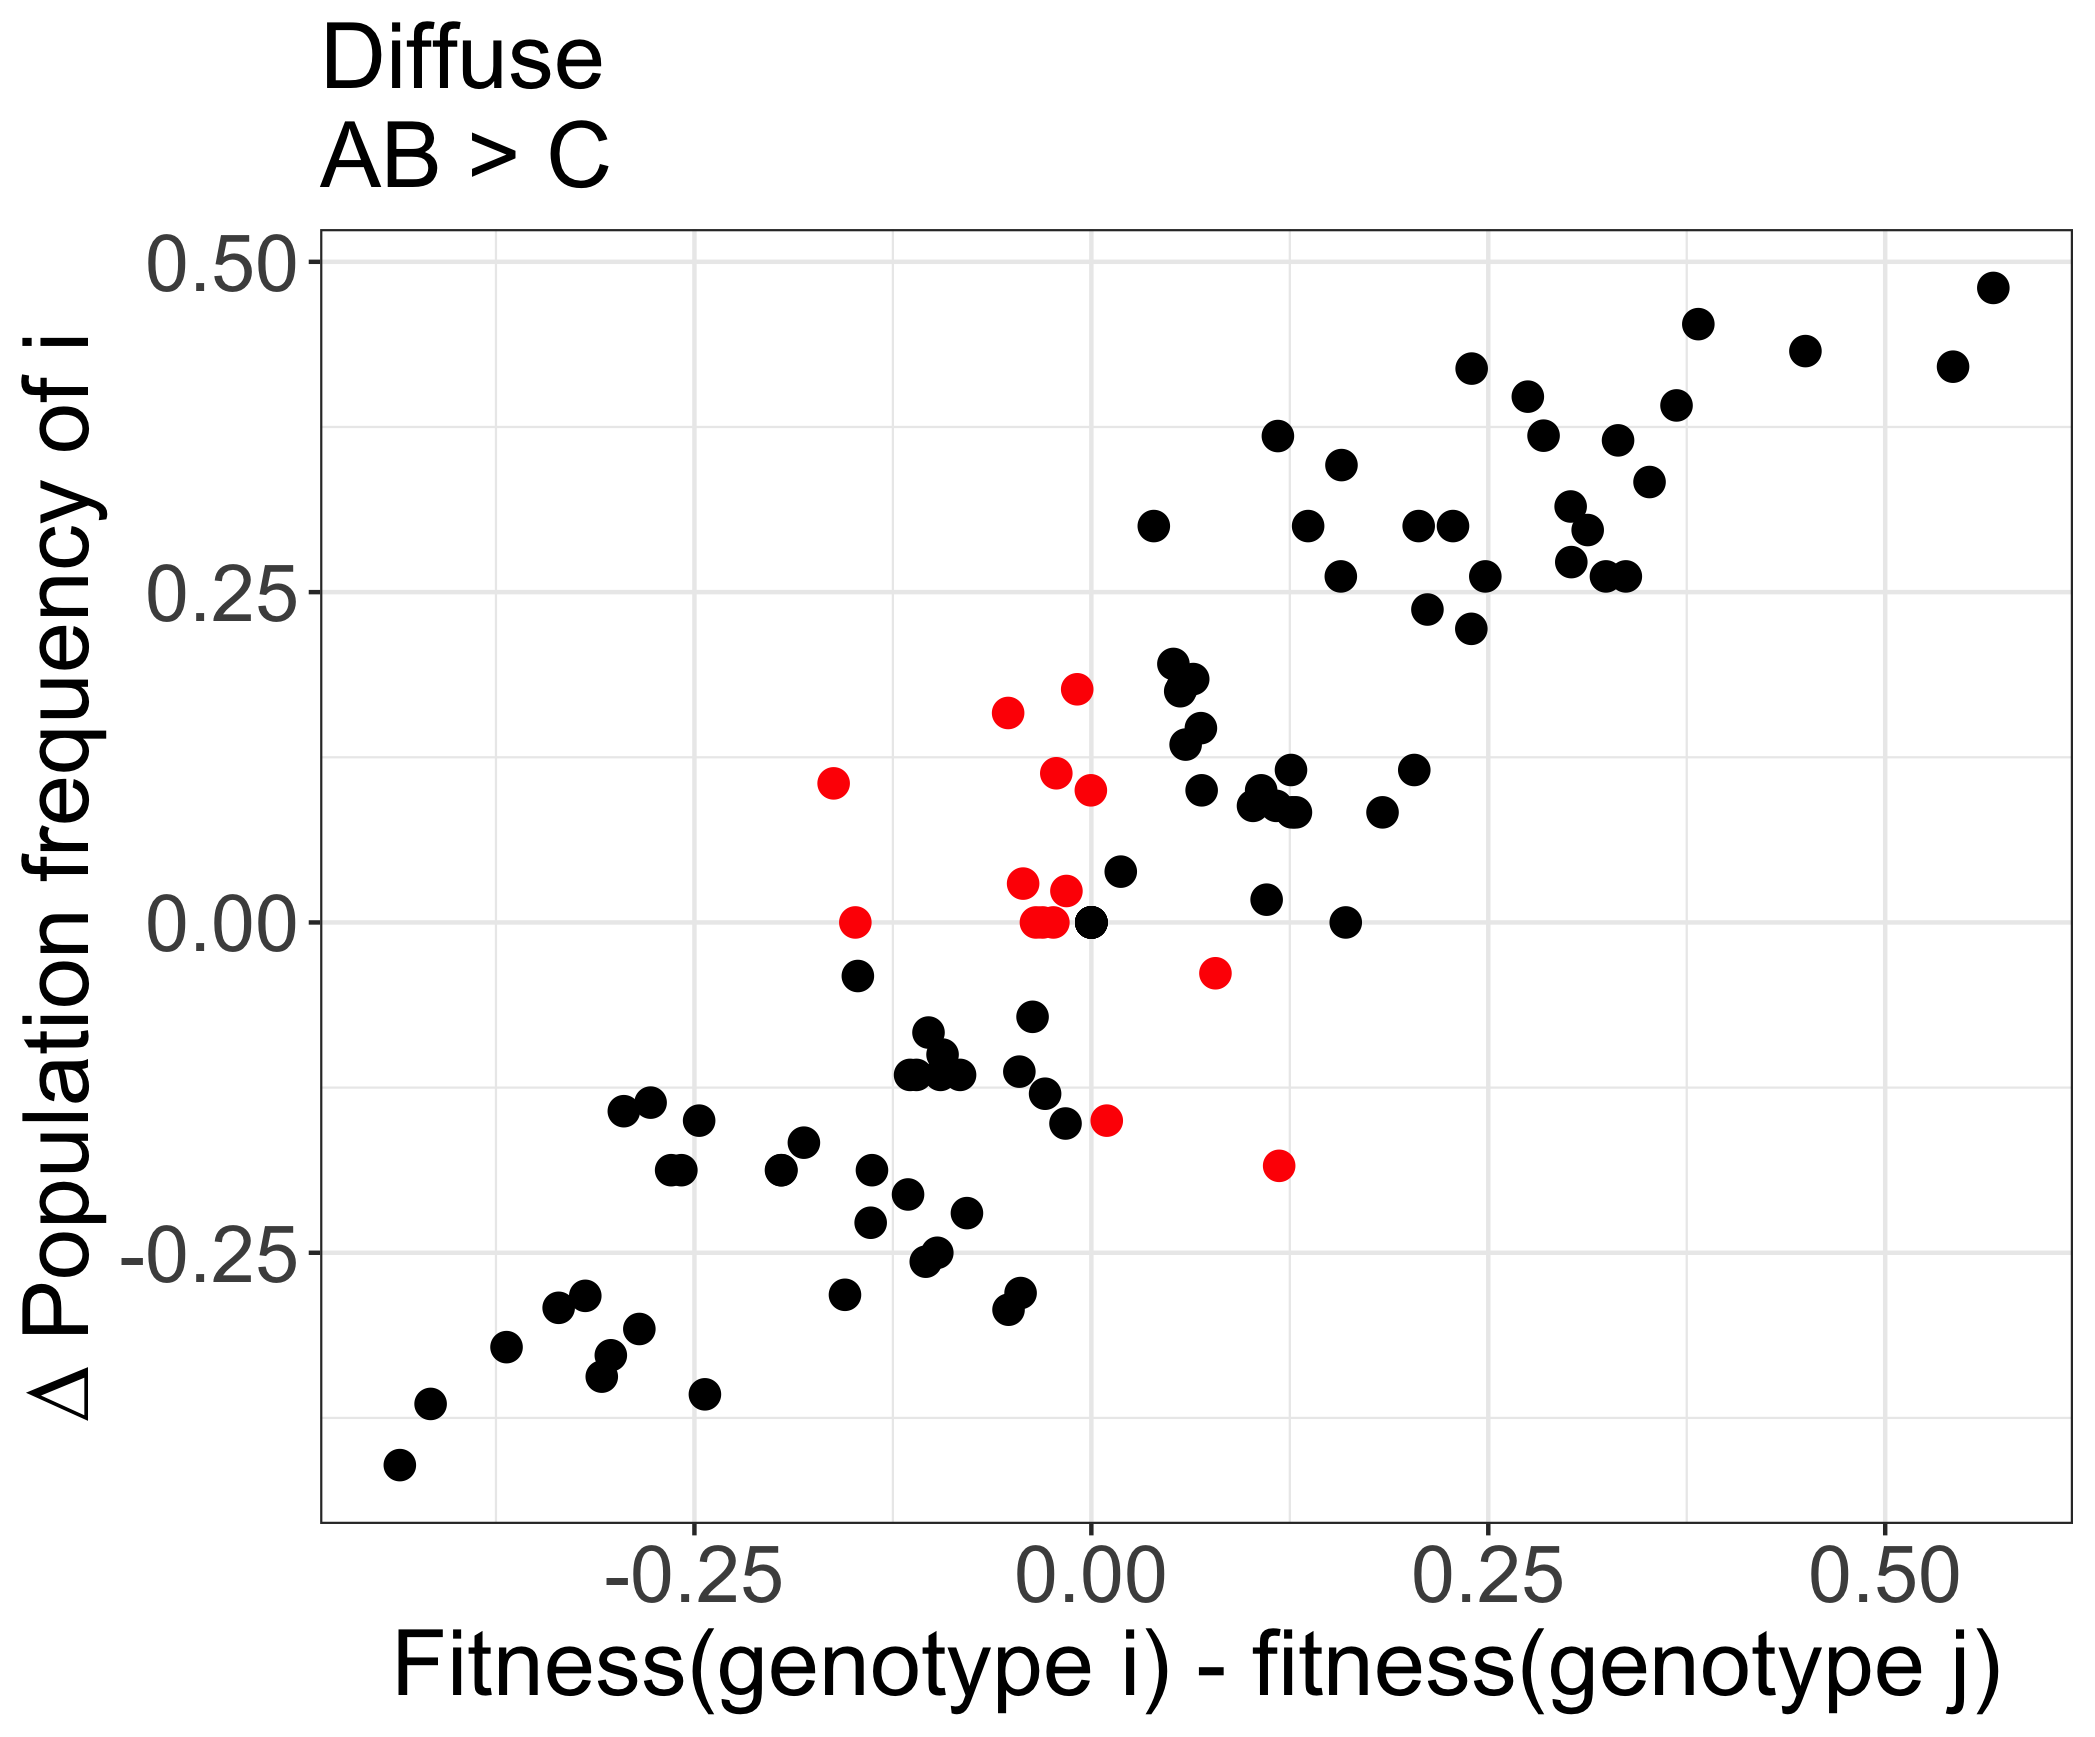 Diffuse
AB > C
0.50
0.25
0.00
-0.25
Δ Population frequency of i
-0.25 0.00 0.25 0.50
Fitness(genotype i) - fitness(genotype j)